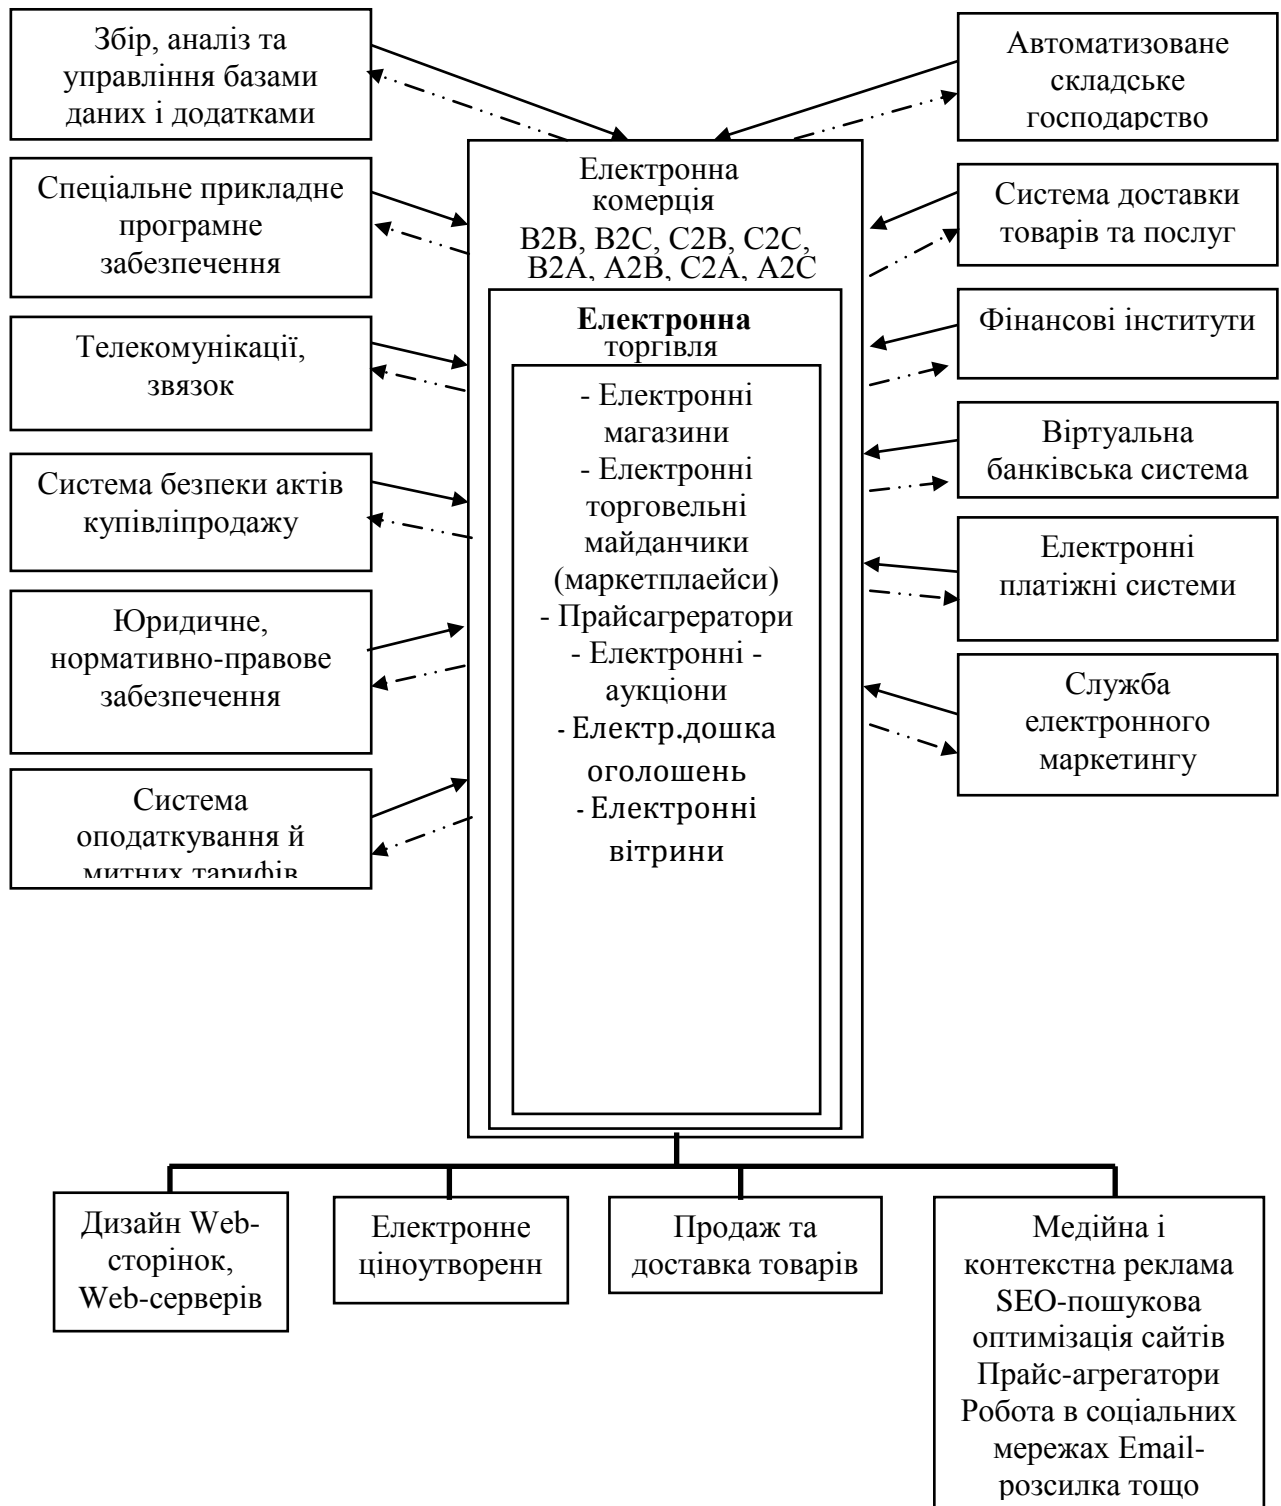 Збір, аналіз та
управління базами
даних і додатками
Спеціальне прикладне
програмне
забезпечення
Телекомунікації,
звязок
Система безпеки актів
купівліпродажу
Юридичне,
нормативно-правове
забезпечення
Система
оподаткування й
митних тарифів
Електронна
комерція
B2B, B2C, C2B, C2C,
B2A, A2B, C2A, A2C
Електронна
торгівля
- Електронні
магазини
- Електронні
торговельні
майданчики
(маркетплаейси)
- Прайсагрератори
- Електронні -
аукціони
- Електр.дошка
оголошень
- Електронні
вітрини
Автоматизоване
складське
господарство
Система доставки
товарів та послуг
Фінансові інститути
Віртуальна
банківська система
Електронні
платіжні системи
Служба
електронного
маркетингу
Дизайн Web-
сторінок,
Web-серверів
Електронне
ціноутворенн
Продаж та
доставка товарів
Медійна і
контекстна реклама
SEO-пошукова
оптимізація сайтів
Прайс-агрегатори
Робота в соціальних
мережах Email-
розсилка тощо